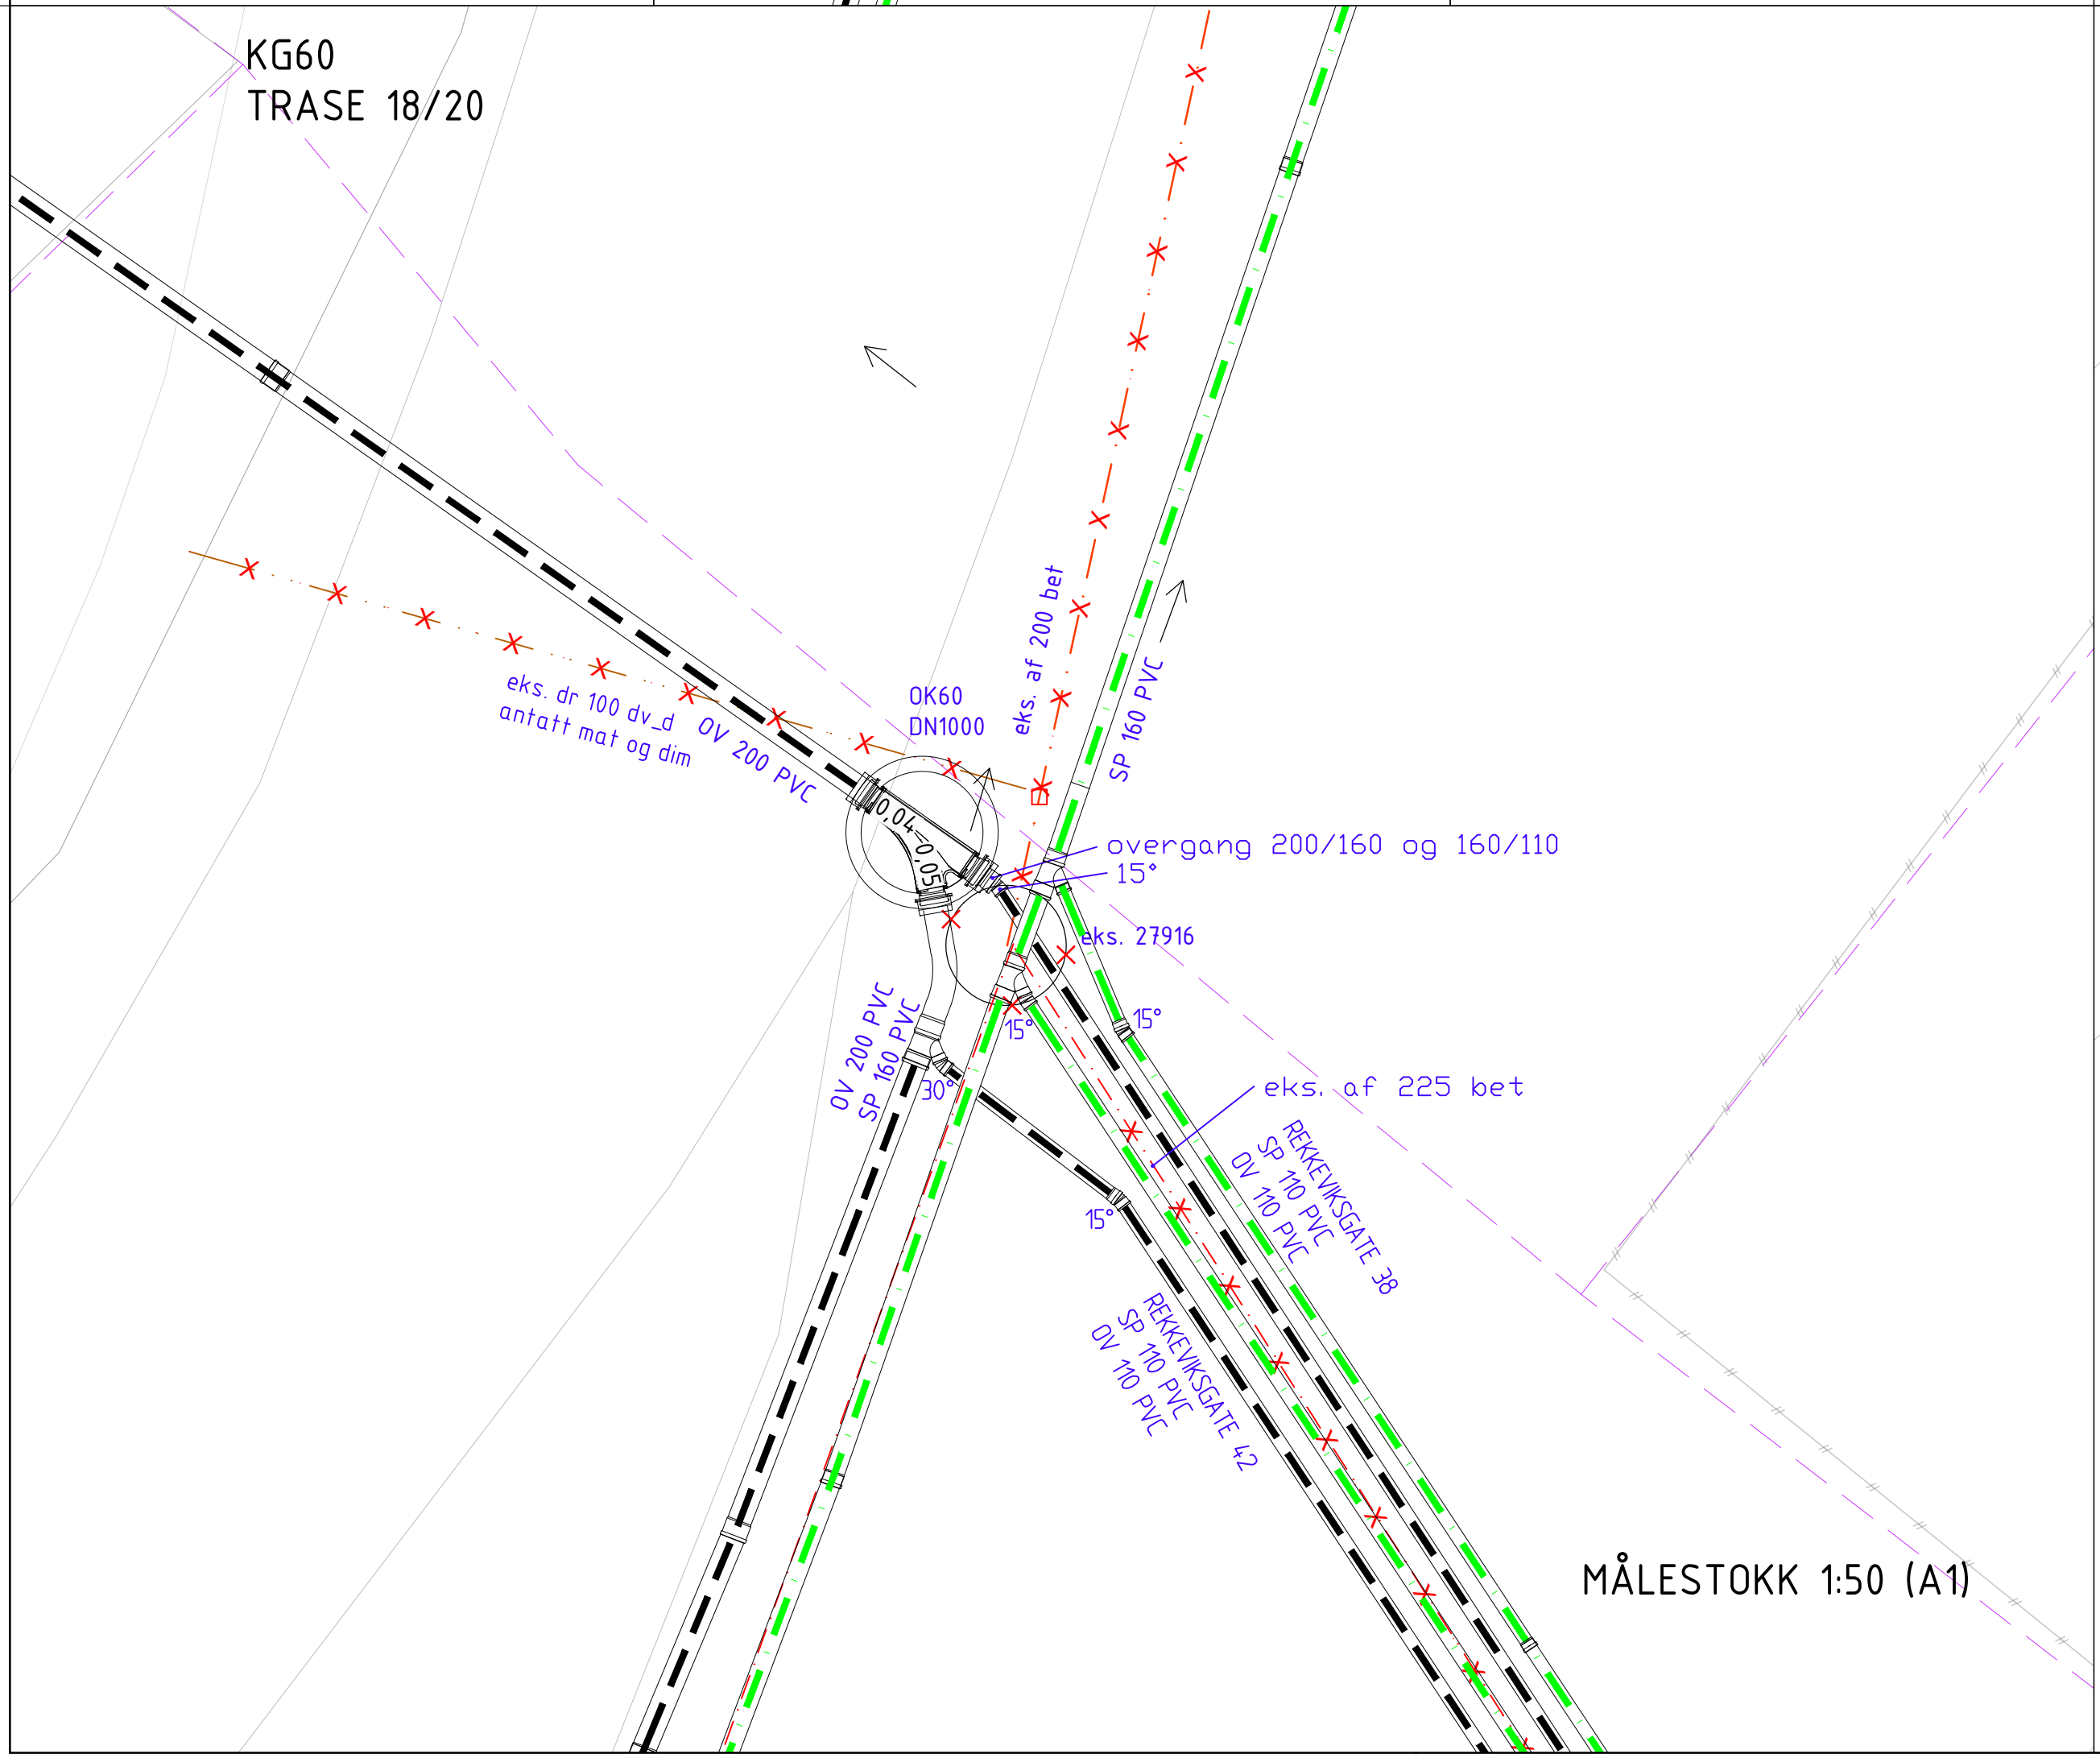 KG60
TRASE 18/20
eks. af 200 bet
SP 160 PVC
eks. dr 100 dv_d
antatt mat og dim
OV 200 PVC
OK60
DN1000
0,04
-0,05
overgang 200/160 og 160/110
15°
eks. 27916
15°
15°
OV 200 PVC
SP 160 PVC
30°
eks. af 225 bet
15°
REKKEVIKSGATE 38
SP 110 PVC
OV 110 PVC
REKKEVIKSGATE 42
SP 110 PVC
OV 110 PVC
MÅLESTOKK 1:50 (A1)